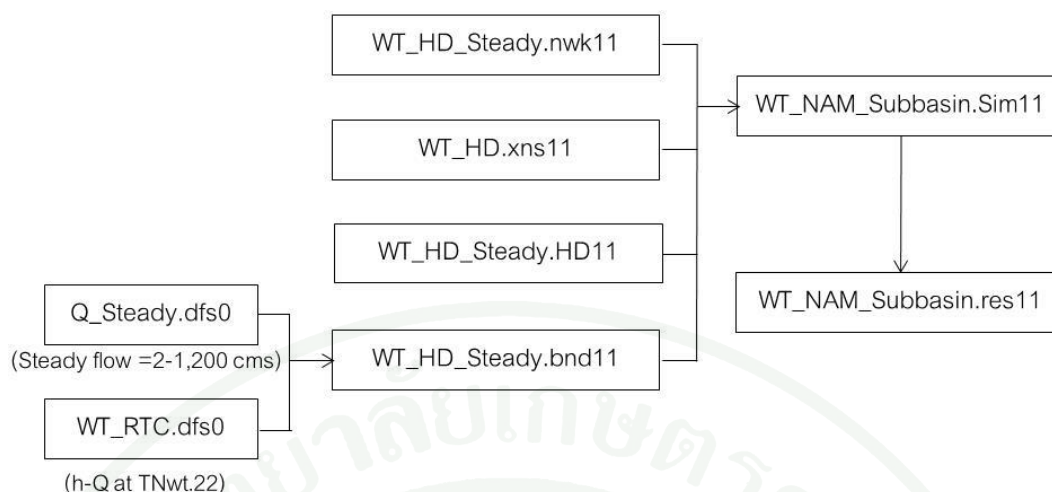 WT_HD_Steady.nwk11
WT_NAM_Subbasin.Sim11
WT_HD.xns11
WT_HD_Steady.HD11
WT_NAM_Subbasin.res11
Q_Steady.dfs0
(Steady flow =2-1,200 cms)
WT_HD_Steady.bnd11
WT_RTC.dfs0
(h-Q at TNwt.22)